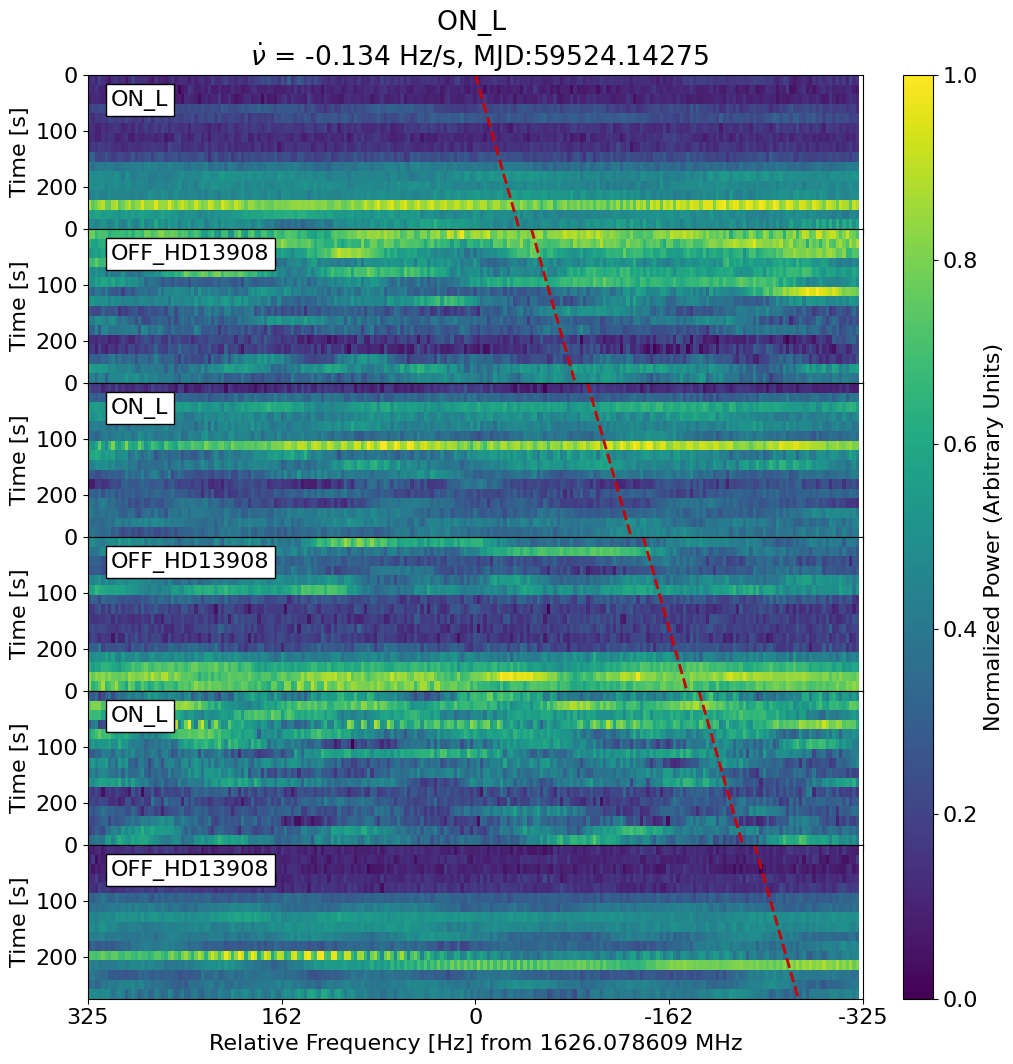 ON_L
ν̇ = -0.134 Hz/s, MJD:59524.14275
0
100
200
Time [s]
ON_L
0
100
200
Time [s]
OFF_HD13908
0
100
200
Time [s]
ON_L
0
100
200
Time [s]
OFF_HD13908
0
100
200
Time [s]
ON_L
0
100
200
Time [s]
OFF_HD13908
325 162 0 -162 -325
Relative Frequency [Hz] from 1626.078609 MHz
1.0
0.8
0.6
0.4
0.2
0.0
Normalized Power (Arbitrary Units)